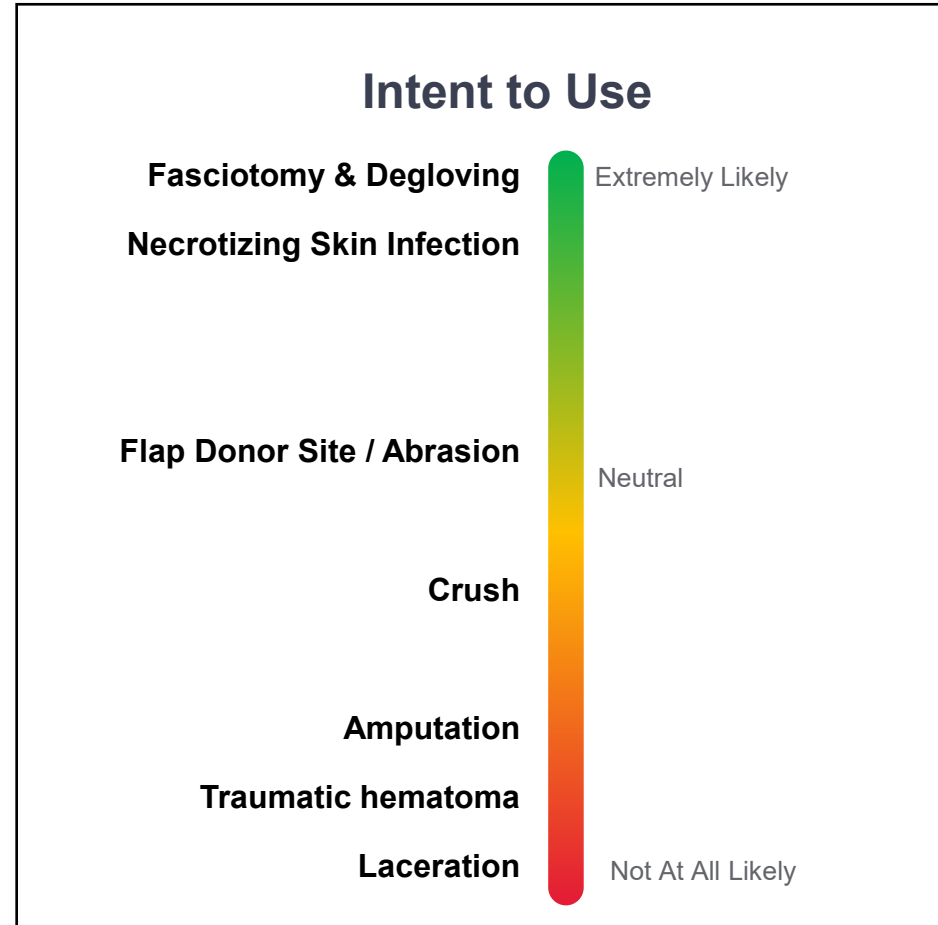 Intent to Use
Fasciotomy & Degloving
Extremely Likely
Necrotizing Skin Infection
Flap Donor Site / Abrasion
Neutral
Crush
Amputation
Traumatic hematoma
Laceration
Not At All Likely